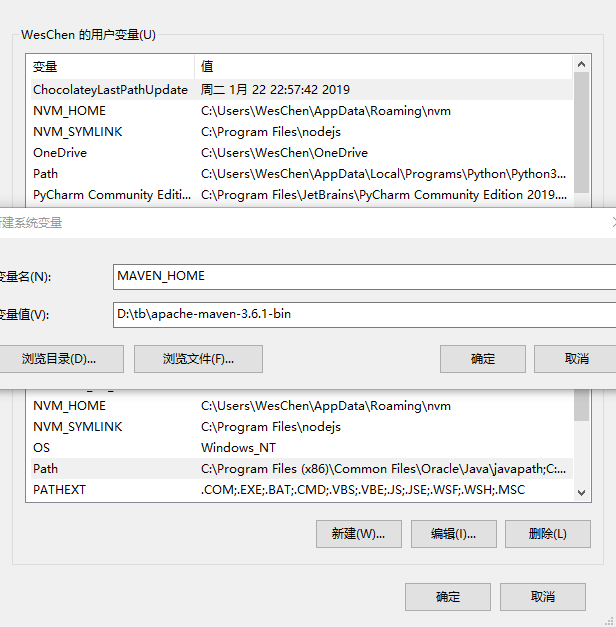 WesChen 的用户变量(U)
变量 值
ChocolateyLastPathUpdate 周二 1月 22 22:57:42 2019
NVM_HOME C:\Users\WesChen\AppData\Roaming\nvm
NVM_SYMLINK C:\Program Files\nodejs
OneDrive C:\Users\WesChen\OneDrive
Path C:\Users\WesChen\AppData\Local\Programs\Python\Python3...
PyCharm Community Editi... C:\Program Files\JetBrains\PyCharm Community Edition 2019....
建系统变量
变量名(N): MAVEN_HOME
变量值(V): D:\tb\apache-maven-3.6.1-bin
浏览目录(D)... 浏览文件(F)... 确定 取消
NVM_HOME C:\Users\WesChen\AppData\Roaming\nvm
NVM_SYMLINK C:\Program Files\nodejs
OS Windows_NT
Path C:\Program Files (x86)\Common Files\Oracle\Java\javapath;C:...
PATHEXT .COM;.EXE;.BAT;.CMD;.VBS;.VBE;.JS;.JSE;.WSF;.WSH;.MSC
新建(W)... 编辑(I)... 删除(L)
确定 取消